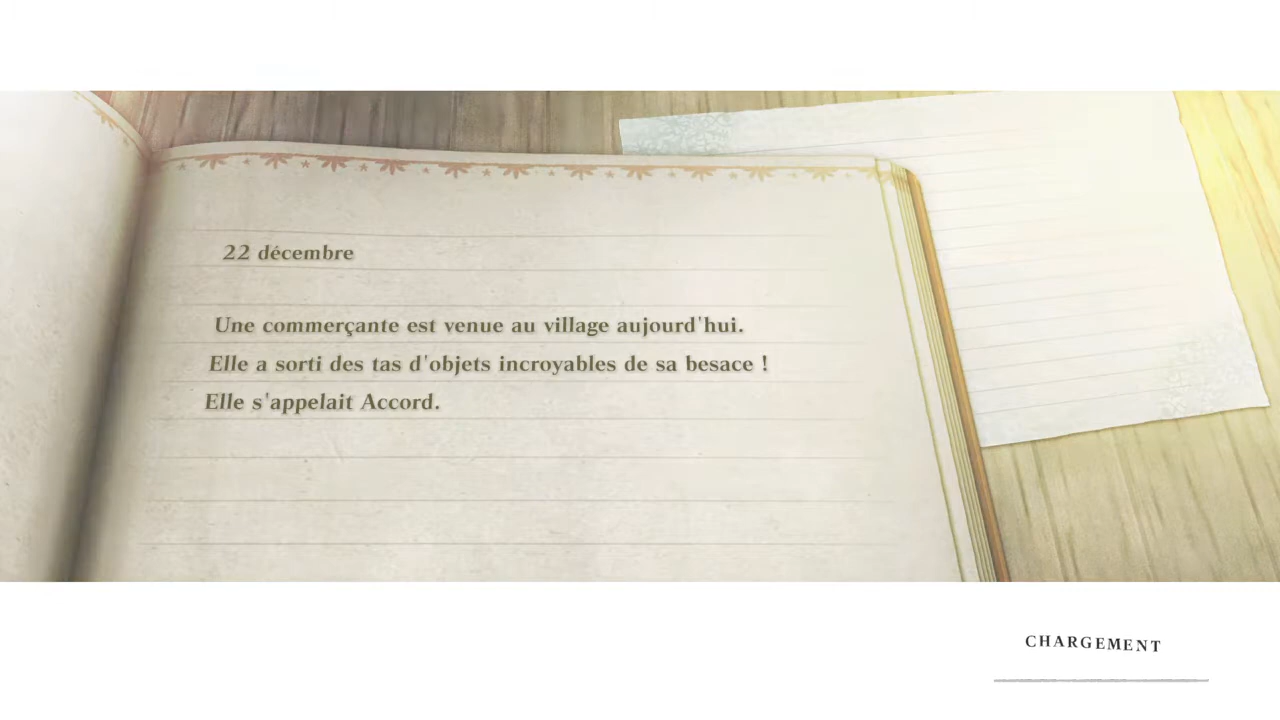 22 décembre
Une commerçante est venue au village aujourd'hui.
Elle a sorti des tas d'objets incroyables de sa besace !
Elle s'appelait Accord.
CHARGEMENT